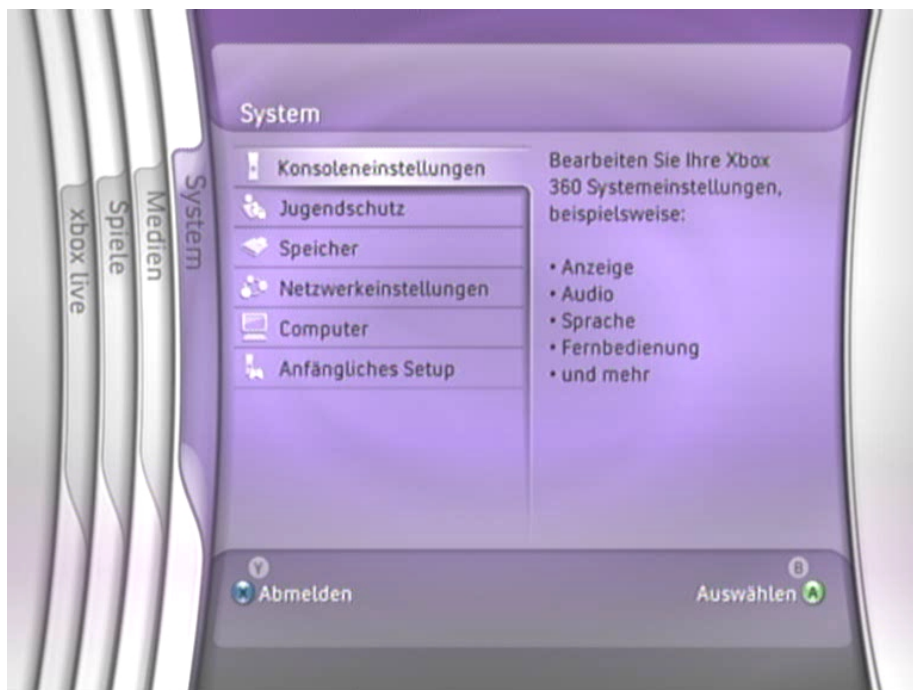 System
Konsoleneinstellungen
Jugendschutz
Speicher
Netzwerkeinstellungen
Computer
Anfängliches Setup
Bearbeiten Sie Ihre Xbox
360 Systemeinstellungen,
beispielsweise:
• Anzeige
• Audio
• Sprache
• Fernbedienung
• und mehr
xbox live
Spiele
Medien
System
Y
X Abmelden
B
Auswählen A